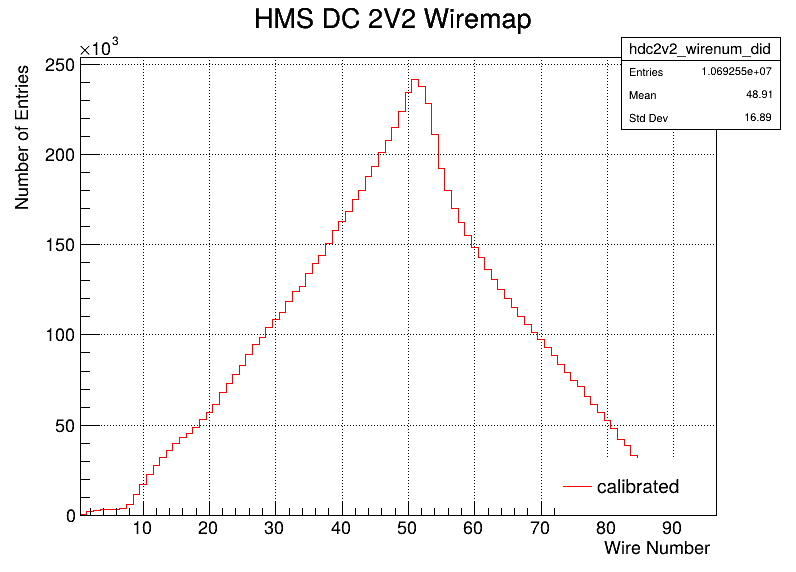 HMS DC 2V2 Wiremap
×10³
hdc2v2_wirenum_did
Entries 1.069255e+07
Mean 48.91
Std Dev 16.89
Number of Entries
250
200
150
100
50
0
10 20 30 40 50 60 70 80 90
Wire Number
calibrated